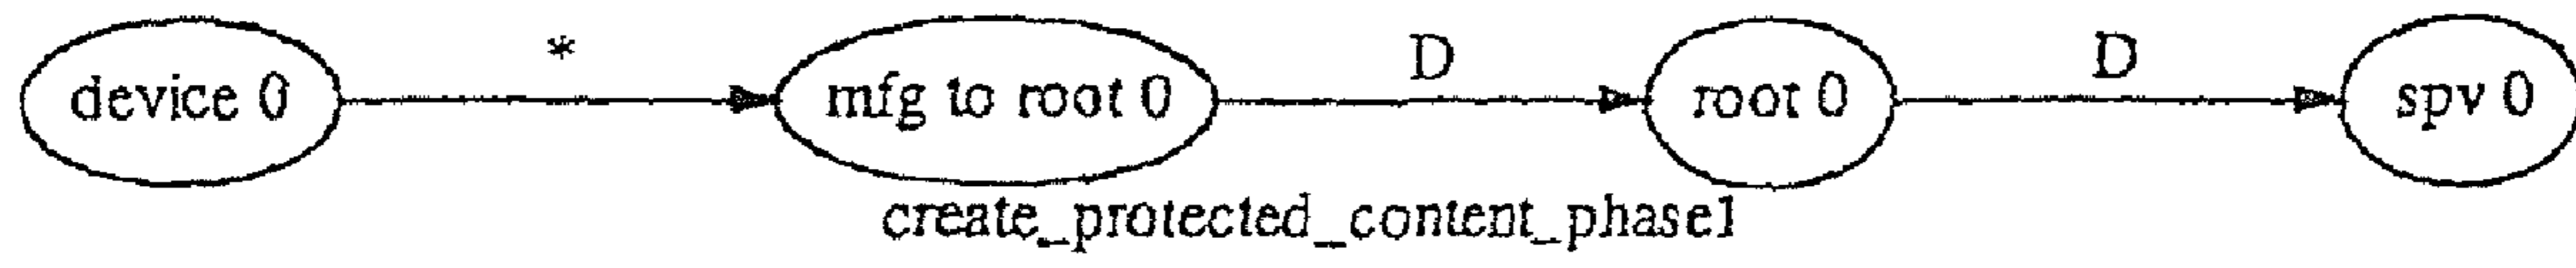 * D D
device 0 mfg to root 0 root 0 spv 0
create_protected_content_phase1